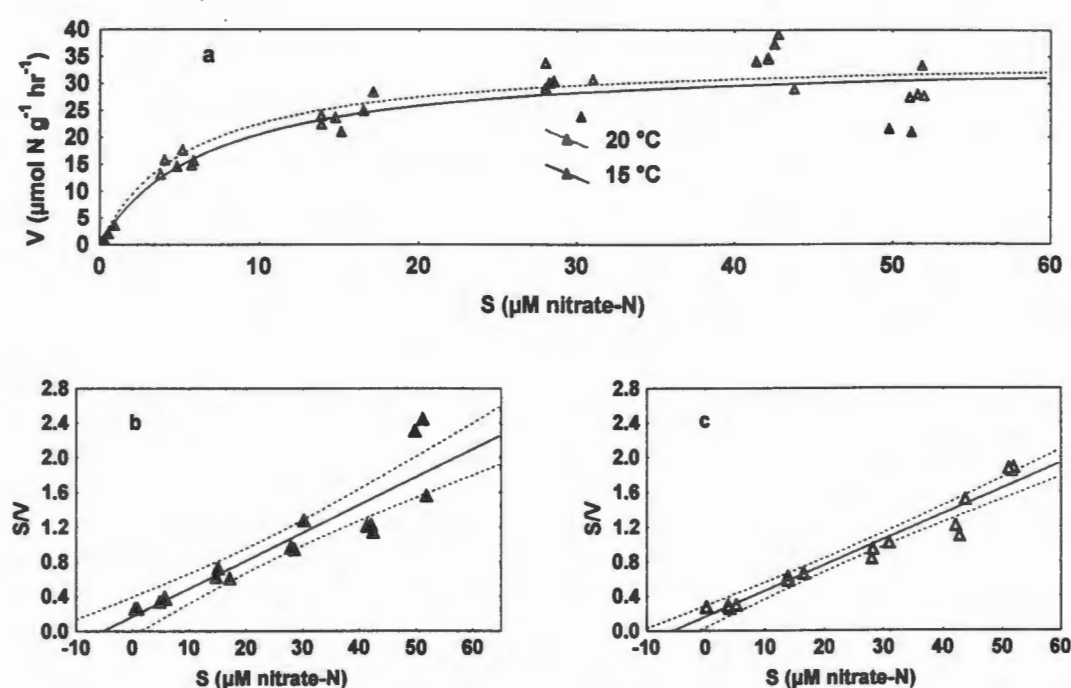 a
V (µmol N g⁻¹ hr⁻¹)
40
35
30
25
20
15
10
5
0
20 °C
15 °C
0 10 20 30 40 50 60
S (µM nitrate-N)
b
S/V
2.8
2.4
2.0
1.6
1.2
0.8
0.4
0.0
-10 0 10 20 30 40 50 60
S (µM nitrate-N)
c
S/V
2.8
2.4
2.0
1.6
1.2
0.8
0.4
0.0
-10 0 10 20 30 40 50 60
S (µM nitrate-N)